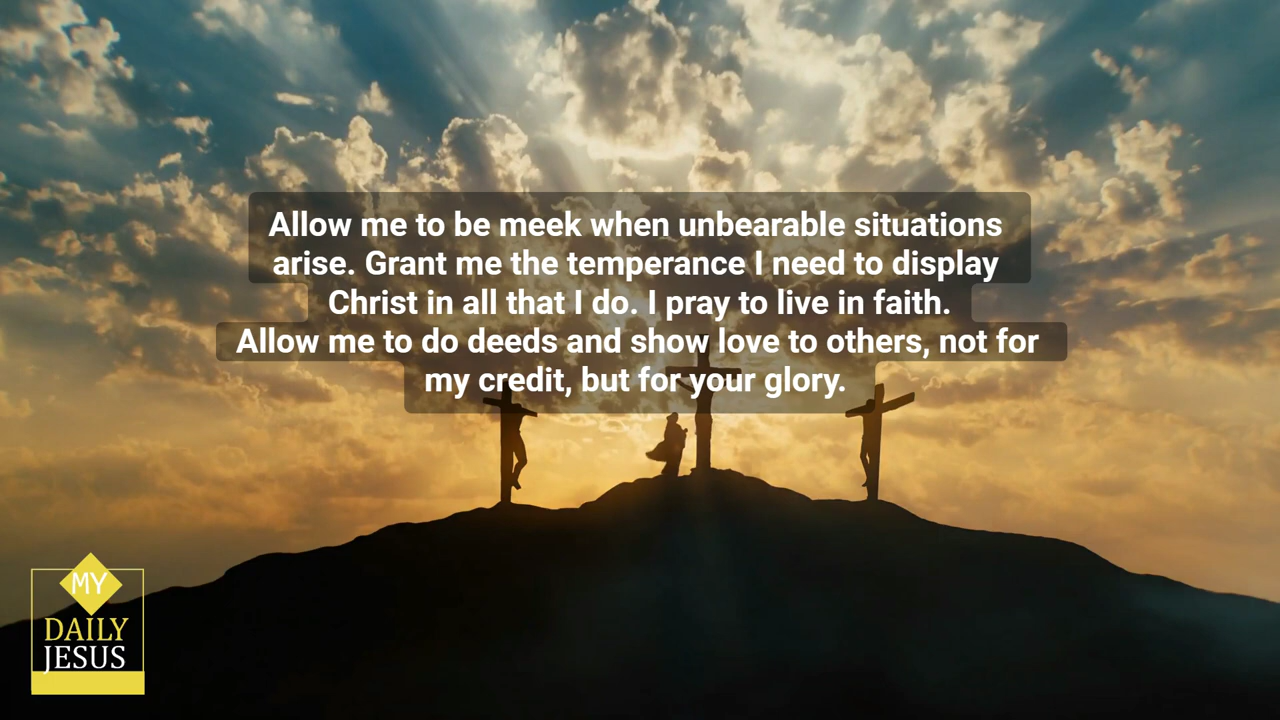 Allow me to be meek when unbearable situations
arise. Grant me the temperance I need to display
Christ in all that I do. I pray to live in faith.
Allow me to do deeds and show love to others, not for
my credit, but for your glory.
MY
DAILY
JESUS